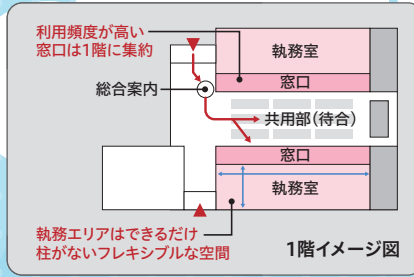 利用頻度が高い
窓口は1階に集約
執務室
窓口
総合案内
共用部(待合)
窓口
執務室
執務エリアはできるだけ
柱がないフレキシブルな空間
1階イメージ図